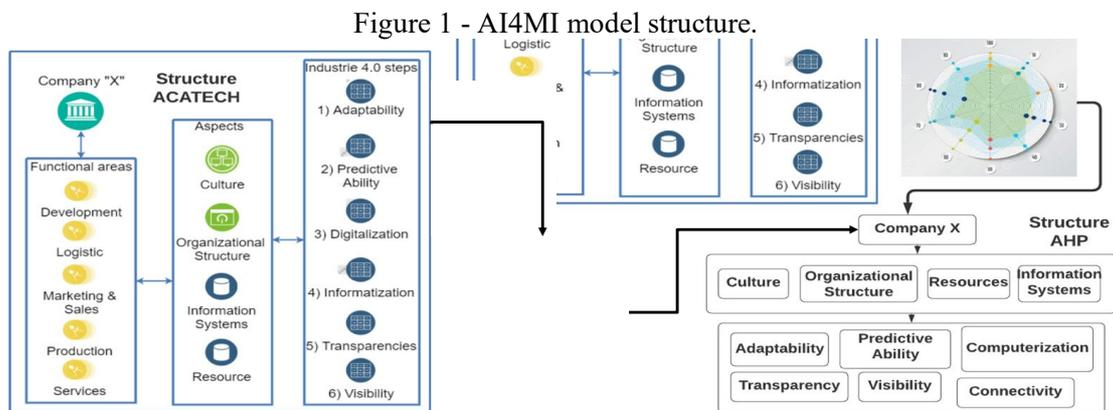 Figure 1 - AI4MI model structure.
Company "X"
Structure
ACATECH
Functional areas
Development
Logistic
Marketing &
Sales
Production
Services
Aspects
Culture
Organizational
Structure
Information
Systems
Resource
Industrie 4.0 steps
1) Adaptability
2) Predictive
Ability
3) Digitalization
4) Informatization
5) Transparencies
6) Visibility
Logistic
&
Structure
Information
Systems
Resource
4) Informatization
5) Transparencies
6) Visibility
Company X
Structure
AHP
Culture
Organizational
Structure
Resources
Information
Systems
Adaptability
Predictive
Ability
Computerization
Transparency
Visibility
Connectivity